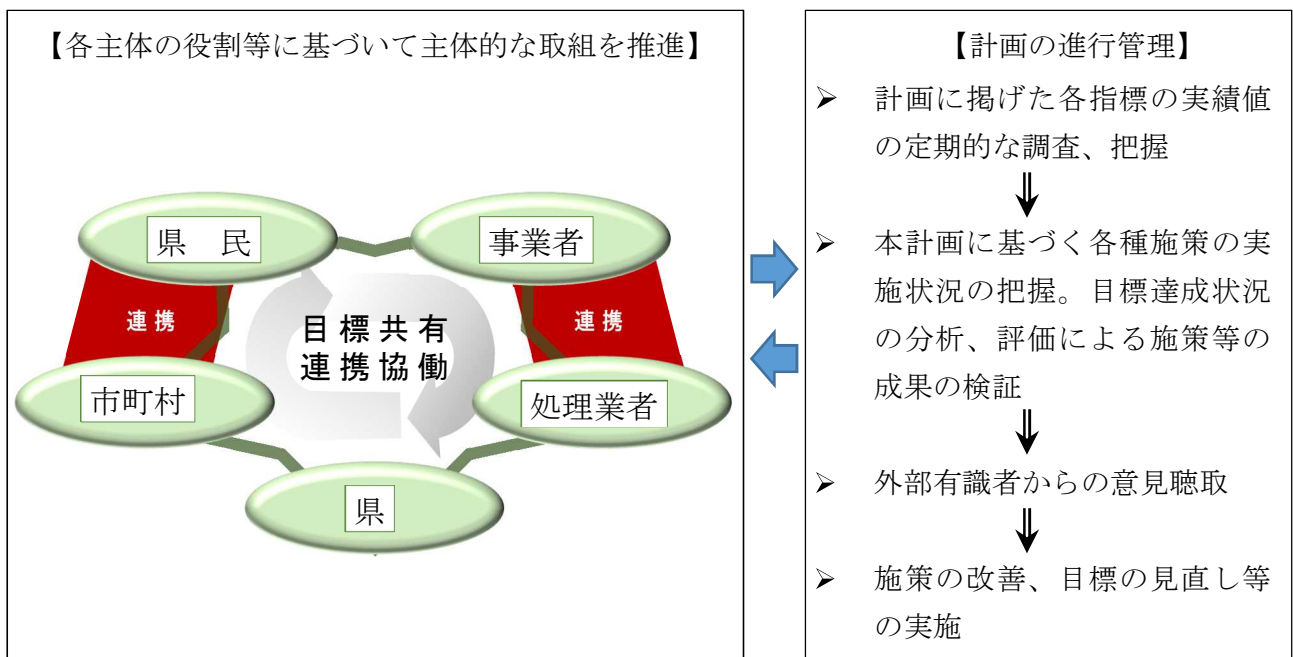 【各主体の役割等に基づいて主体的な取組を推進】
県　民
事業者
連携
目標共有
連携協働
連携
市町村
処理業者
県
【計画の進行管理】
➢ 計画に掲げた各指標の実績値
の定期的な調査、把握
⇓
➢ 本計画に基づく各種施策の実
施状況の把握。目標達成状況
の分析、評価による施策等の
成果の検証
⇓
➢ 外部有識者からの意見聴取
⇓
➢ 施策の改善、目標の見直し等
の実施